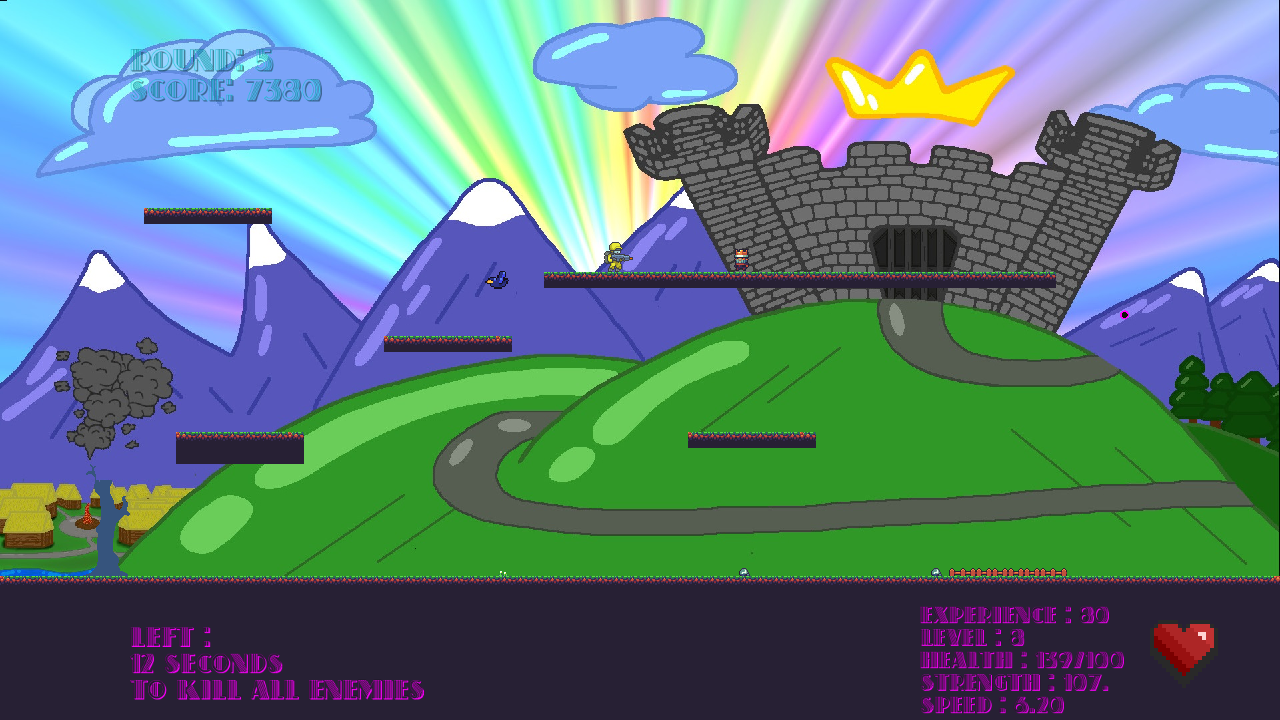 ROUND: 5
SCORE: 7380
LEFT :
12 SECONDS
TO KILL ALL ENEMIES
EXPERIENCE : 80
LEVEL : 8
HEALTH : 139/100
STRENGTH : 107.
SPEED : 6.20